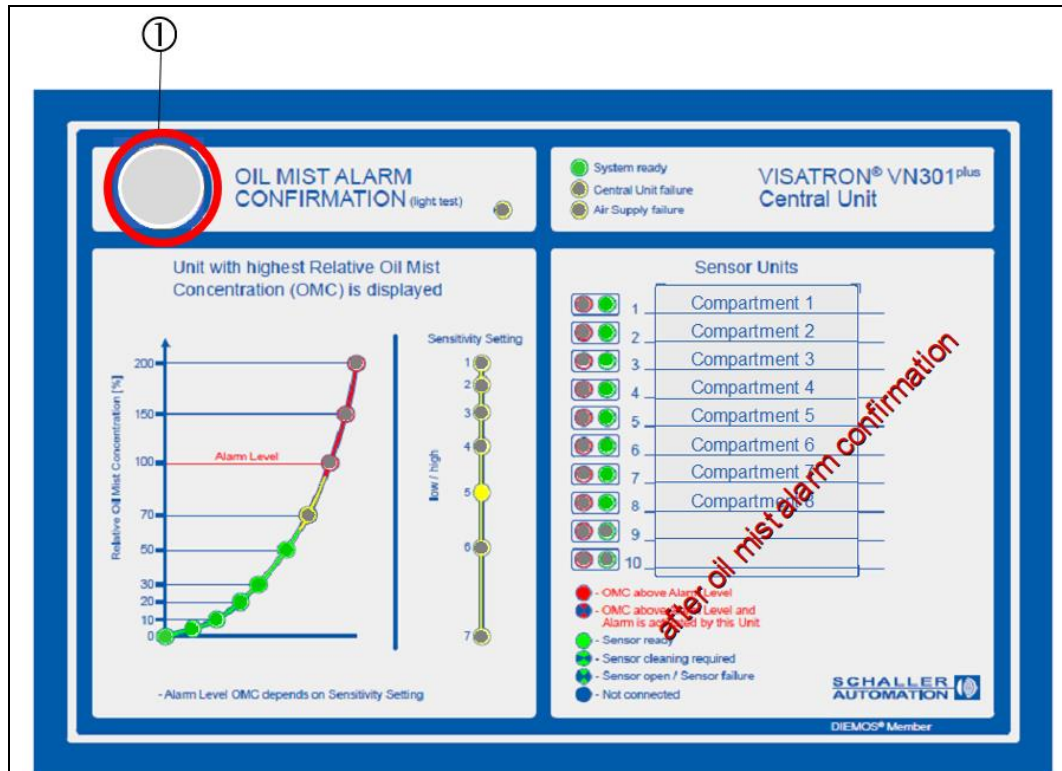 ①
OIL MIST ALARM
CONFIRMATION (light test)
System ready
Central Unit failure
Air Supply failure
VISATRON® VN301plus
Central Unit
Unit with highest Relative Oil Mist
Concentration (OMC) is displayed
Relative Oil Mist Concentration [%]
200
150
100
70
50
30
20
10
0
Alarm Level
Sensitivity Setting
low / high
1
2
3
4
5
6
7
- Alarm Level OMC depends on Sensitivity Setting
Sensor Units
1 Compartment 1
2 Compartment 2
3 Compartment 3
4 Compartment 4
5 Compartment 5
6 Compartment 6
7 Compartment 7
8 Compartment 8
9
10
after oil mist alarm confirmation
- OMC above Alarm Level
- OMC above Alarm Level and
Alarm is activated by this Unit
- Sensor ready
- Sensor cleaning required
- Sensor open / Sensor failure
- Not connected
SCHALLER
AUTOMATION
DIEMOS® Member